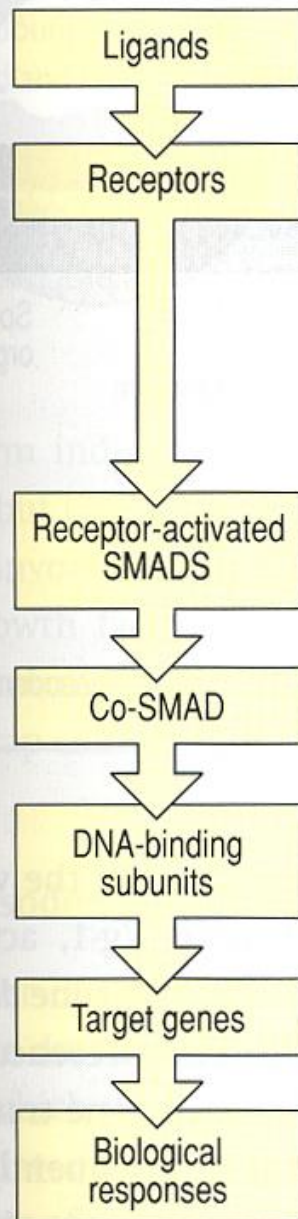 Ligands
Receptors
Receptor-activated
SMADS
Co-SMAD
DNA-binding
subunits
Target genes
Biological
responses